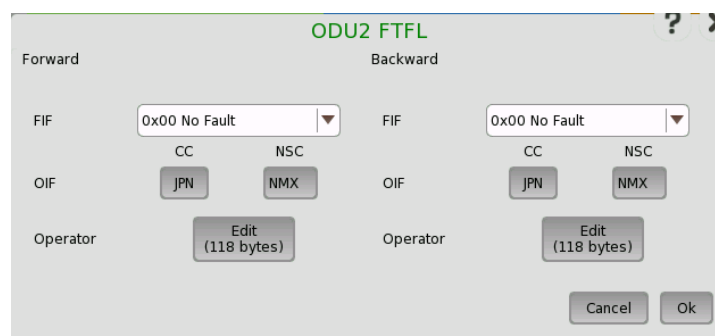 ODU2 FTFL
?
Forward Backward
FIF 0x00 No Fault FIF 0x00 No Fault
CC NSC CC NSC
OIF JPN NMX OIF JPN NMX
Operator Edit Operator Edit
(118 bytes) (118 bytes)
Cancel Ok